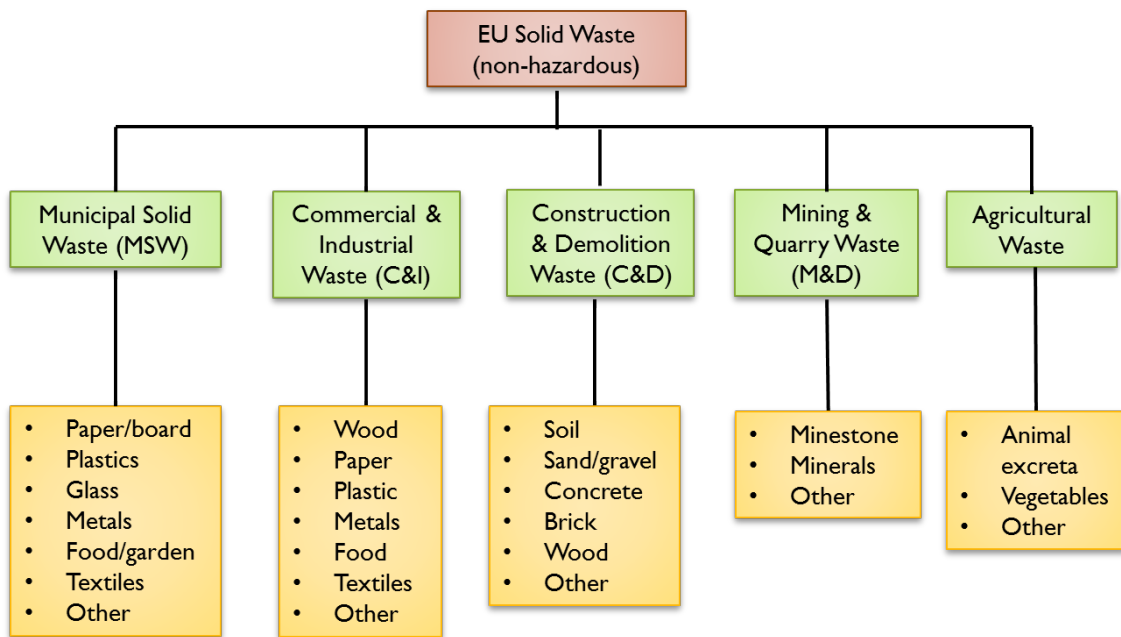 EU Solid Waste
(non-hazardous)
Municipal Solid
Waste (MSW)
Commercial &
Industrial
Waste (C&I)
Construction
& Demolition
Waste (C&D)
Mining &
Quarry Waste
(M&D)
Agricultural
Waste
• Paper/board
• Plastics
• Glass
• Metals
• Food/garden
• Textiles
• Other
• Wood
• Paper
• Plastic
• Metals
• Food
• Textiles
• Other
• Soil
• Sand/gravel
• Concrete
• Brick
• Wood
• Other
• Minestone
• Minerals
• Other
• Animal
excreta
• Vegetables
• Other